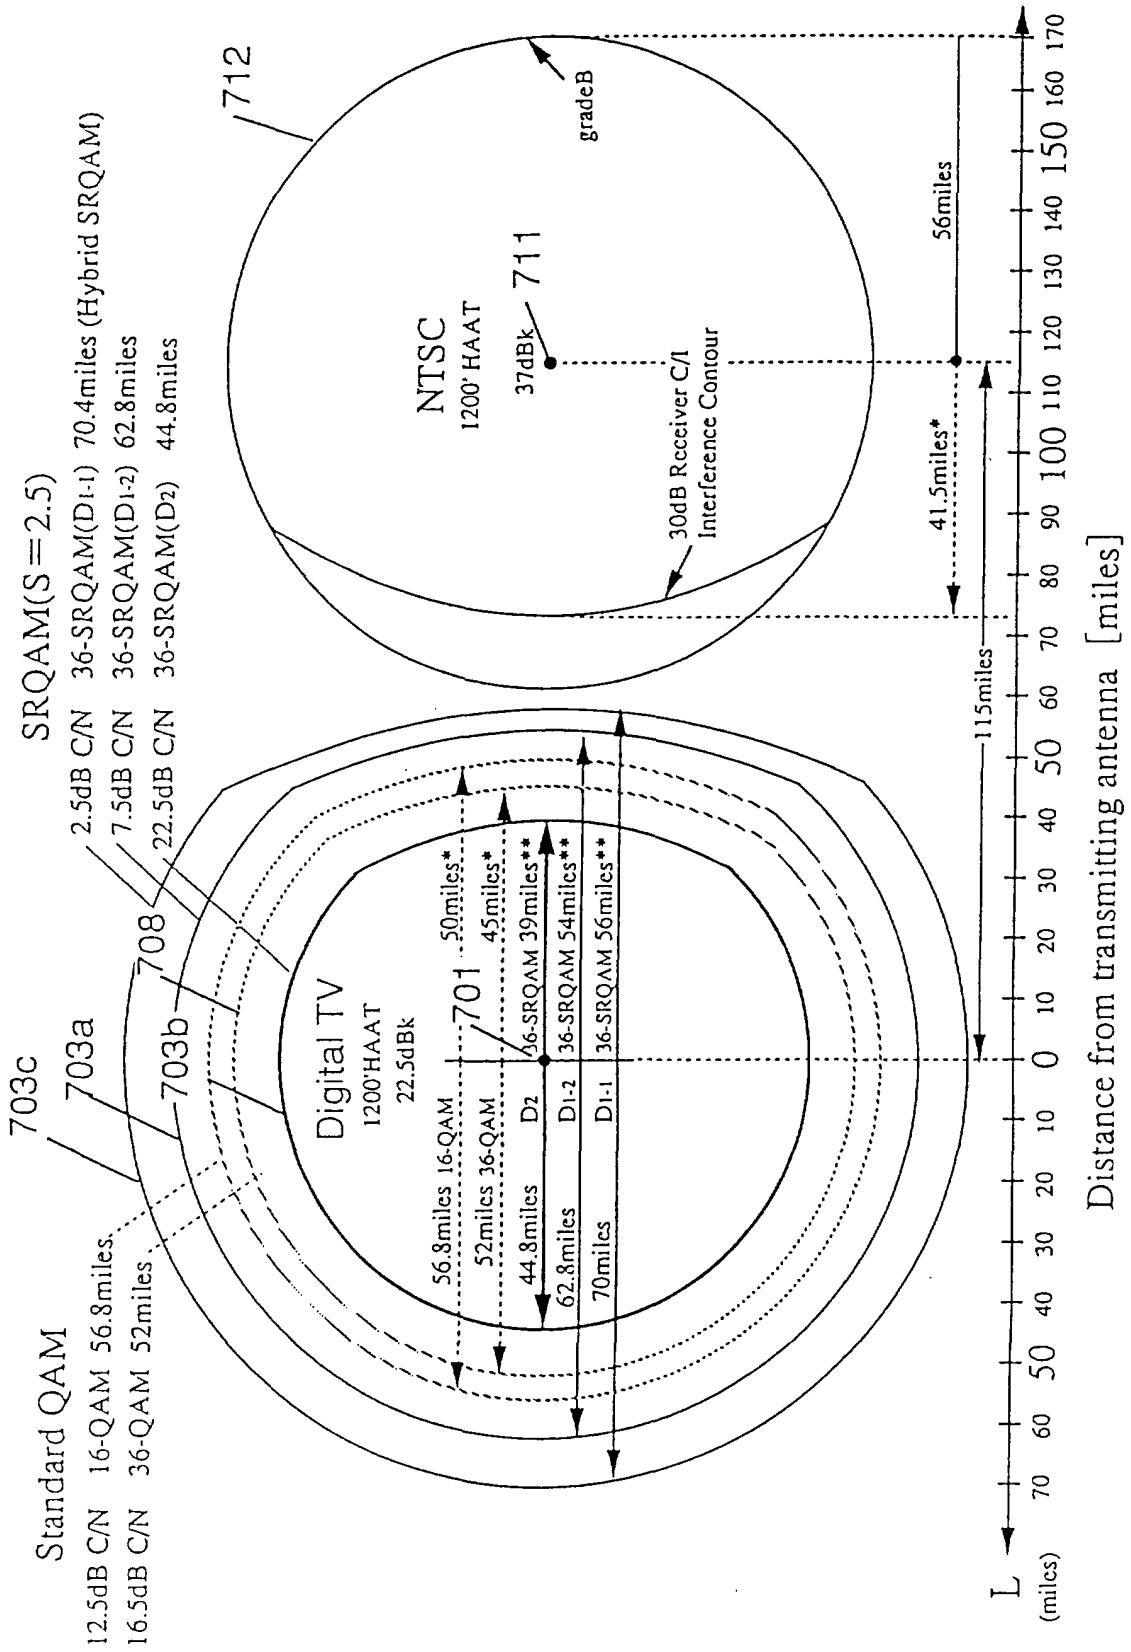 Standard QAM
12.5dB C/N 16-QAM 56.8miles
16.5dB C/N 36-QAM 52miles
SRQAM(S=2.5)
2.5dB C/N 36-SRQAM(D1-1) 70.4miles (Hybrid SRQAM)
7.5dB C/N 36-SRQAM(D1-2) 62.8miles
22.5dB C/N 36-SRQAM(D2) 44.8miles
703c
703a
703b
708
712
Digital TV
1200'HAAT
22.5dBk
701
56.8miles 16-QAM 50miles*
52miles 36-QAM 45miles*
44.8miles D2 36-SRQAM 39miles**
62.8miles D1-2 36-SRQAM 54miles**
70miles D1-1 36-SRQAM 56miles**
NTSC
1200'HAAT
37dBk
711
gradeB
30dB Receiver C/I
Interference Contour
41.5miles*
56miles
115miles
L
(miles)
70 60 50 40 30 20 10 0 10 20 30 40 50 60 70 80 90 100 110 120 130 140 150 160 170
Distance from transmitting antenna [miles]